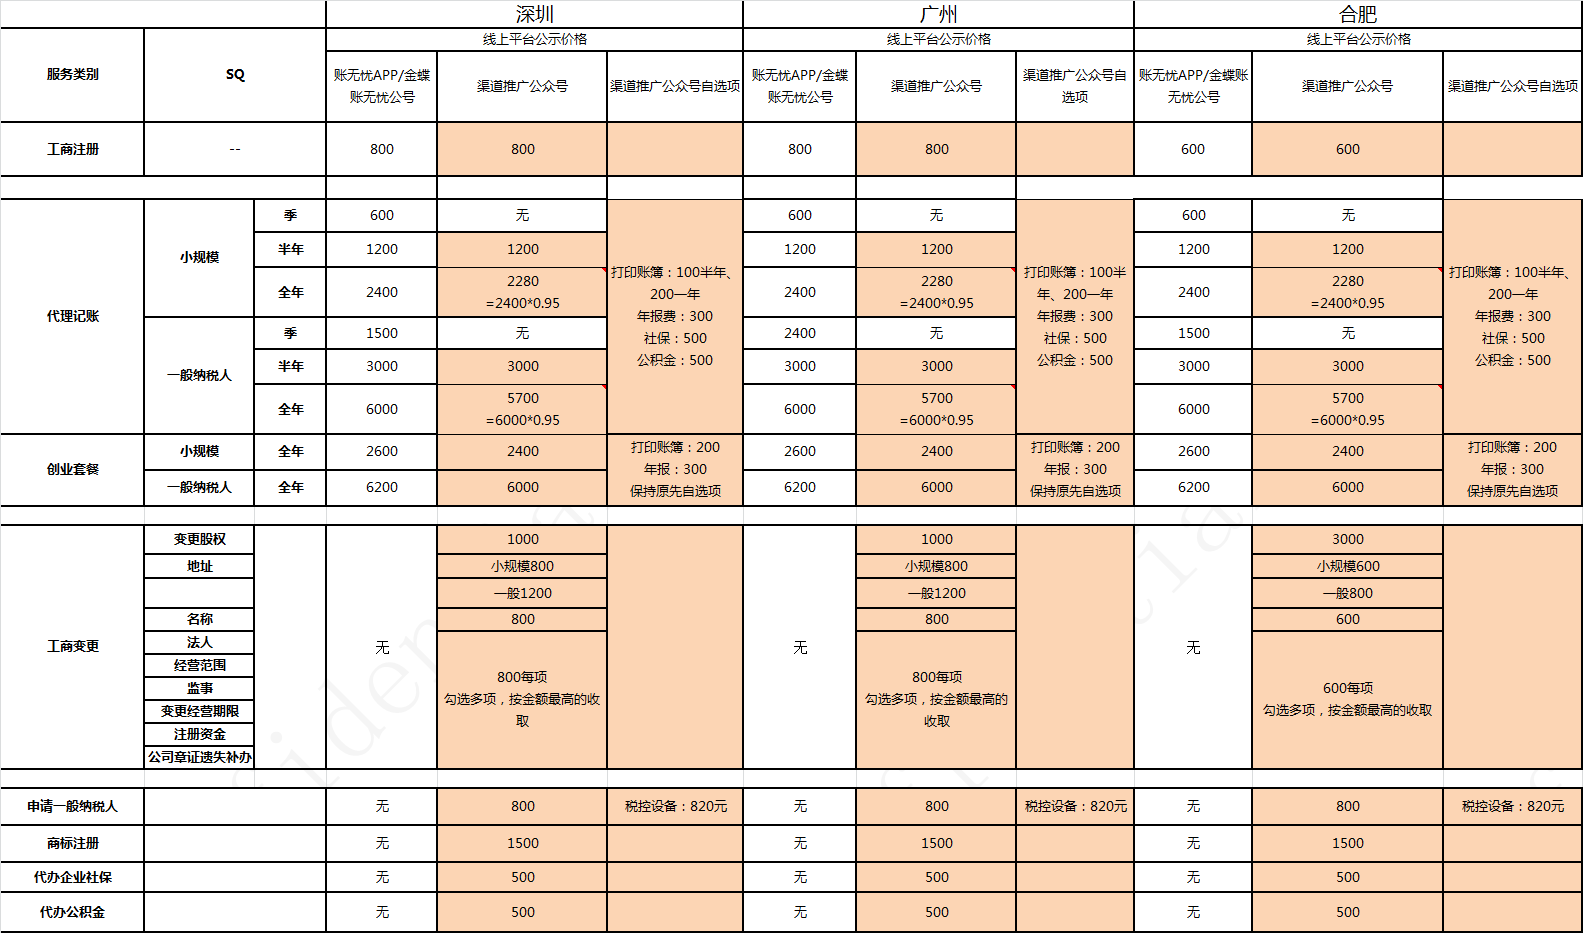 深圳 广州 合肥
服务类别 SQ 线上平台公示价格 线上平台公示价格 线上平台公示价格
账无忧APP/金蝶 渠道推广公众号 渠道推广公众号自选项 账无忧APP/金蝶 渠道推广公众号 渠道推广公众号自 账无忧APP/金蝶账 渠道推广公众号 渠道推广公众号自选项
账无忧公号 账无忧公号 选项 无忧公号
工商注册 -- 800 800 800 800 600 600
代理记账
小规模 季 600 无 600 无 600 无
半年 1200 1200 1200 1200 1200 1200
全年 2400 2280 2400 2280 2400 2280
=2400*0.95 =2400*0.95 =2400*0.95
一般纳税人 季 1500 无 2400 无 1500 无
半年 3000 3000 3000 3000 3000 3000
全年 6000 5700 6000 5700 6000 5700
=6000*0.95 =6000*0.95 =6000*0.95
打印账簿：100半年、 打印账簿：100半 打印账簿：100半年、
200一年 年、200一年 200一年
年报费：300 年报费：300 年报费：300
社保：500 社保：500 社保：500
公积金：500 公积金：500 公积金：500
创业套餐
小规模 全年 2600 2400 2600 2400 2600 2400
一般纳税人 全年 6200 6000 6200 6000 6200 6000
打印账簿：200 打印账簿：200 打印账簿：200
年报：300 年报：300 年报：300
保持原先自选项 保持原先自选项 保持原先自选项
工商变更 无 无 无
变更股权 1000 1000 3000
地址 小规模800 小规模800 小规模600
一般1200 一般1200 一般800
名称 800 800 600
法人
经营范围
监事
变更经营期限
注册资金
公司章证遗失补办
800每项 800每项 600每项
勾选多项，按金额最高的收 勾选多项，按金额最高的 勾选多项，按金额最高的收取
取 收取
申请一般纳税人 无 800 税控设备：820元 无 800 税控设备：820元 无 800 税控设备：820元
商标注册 无 1500 无 1500 无 1500
代办企业社保 无 500 无 500 无 500
代办公积金 无 500 无 500 无 500